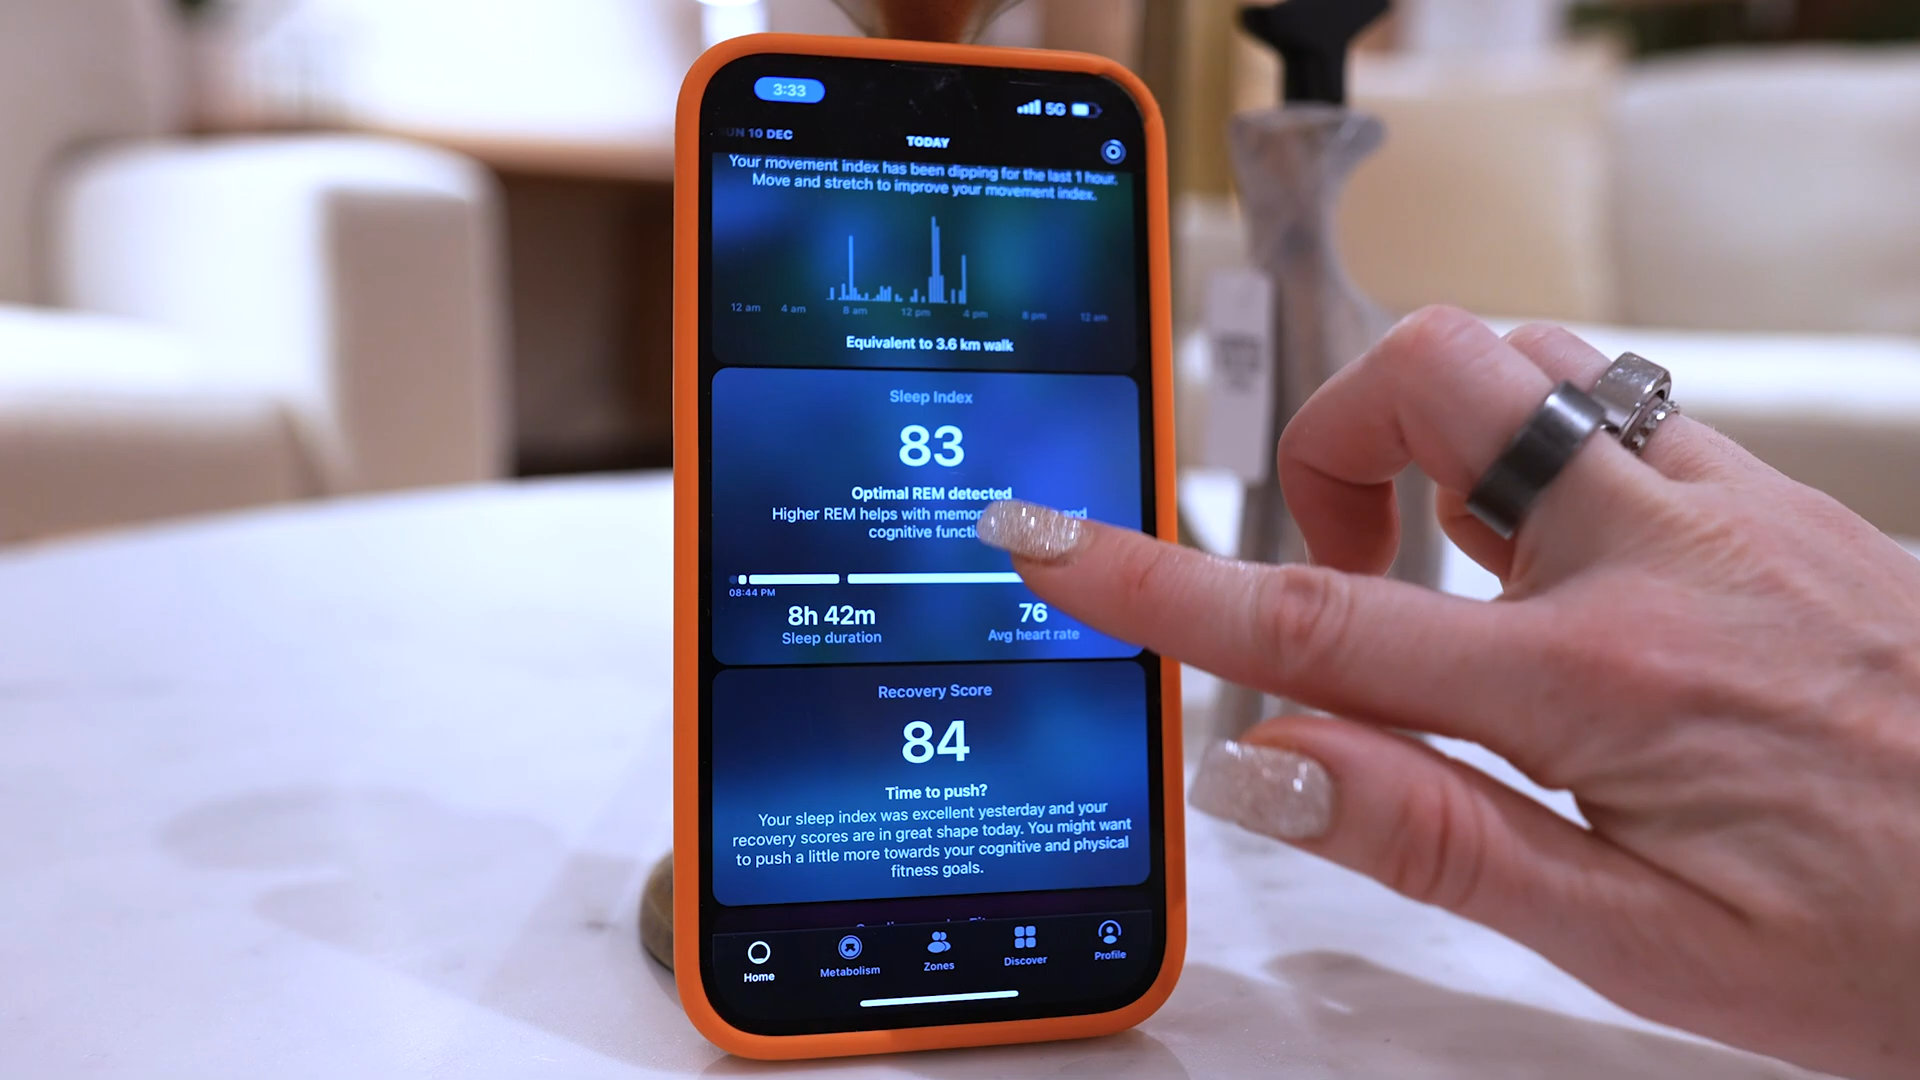 3:33
5G
UN 10 DEC
TODAY
Your movement index has been dipping for the last 1 hour.
Move and stretch to improve your movement index.
12 am 4 am 8 am 12 pm 4 pm 8 pm 12 am
Equivalent to 3.6 km walk
Sleep Index
83
Optimal REM detected
Higher REM helps with memor and
cognitive functi
08:44 PM
8h 42m 76
Sleep duration Avg heart rate
Recovery Score
84
Time to push?
Your sleep index was excellent yesterday and your
recovery scores are in great shape today. You might want
to push a little more towards your cognitive and physical
fitness goals.
Home Metabolism Zones Discover Profile